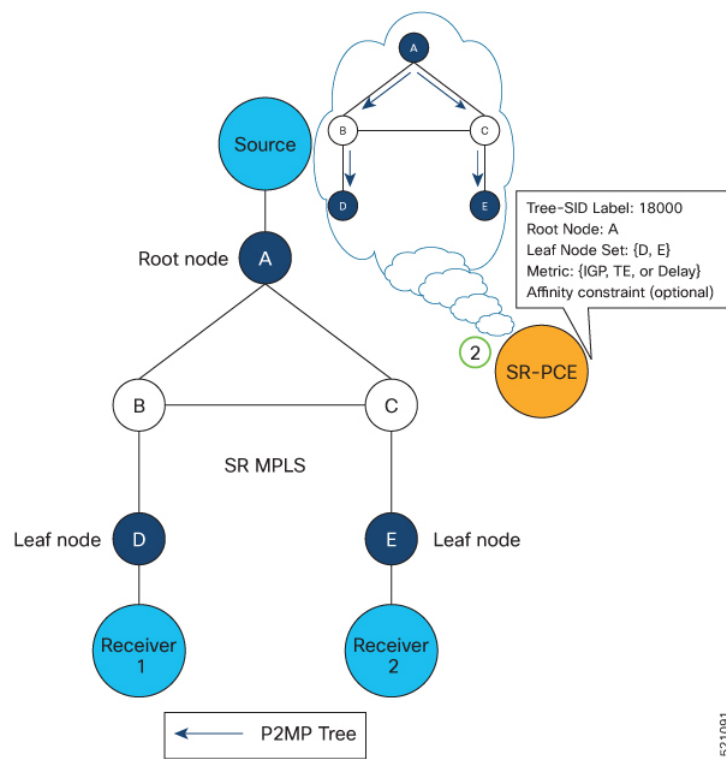 A
B
C
D
E
Source
Tree-SID Label: 18000
Root Node: A
Leaf Node Set: {D, E}
Metric: {IGP, TE, or Delay}
Affinity constraint (optional)
Root node
A
2
SR-PCE
B
C
SR MPLS
Leaf node
D
E
Leaf node
Receiver
1
Receiver
2
P2MP Tree
521091